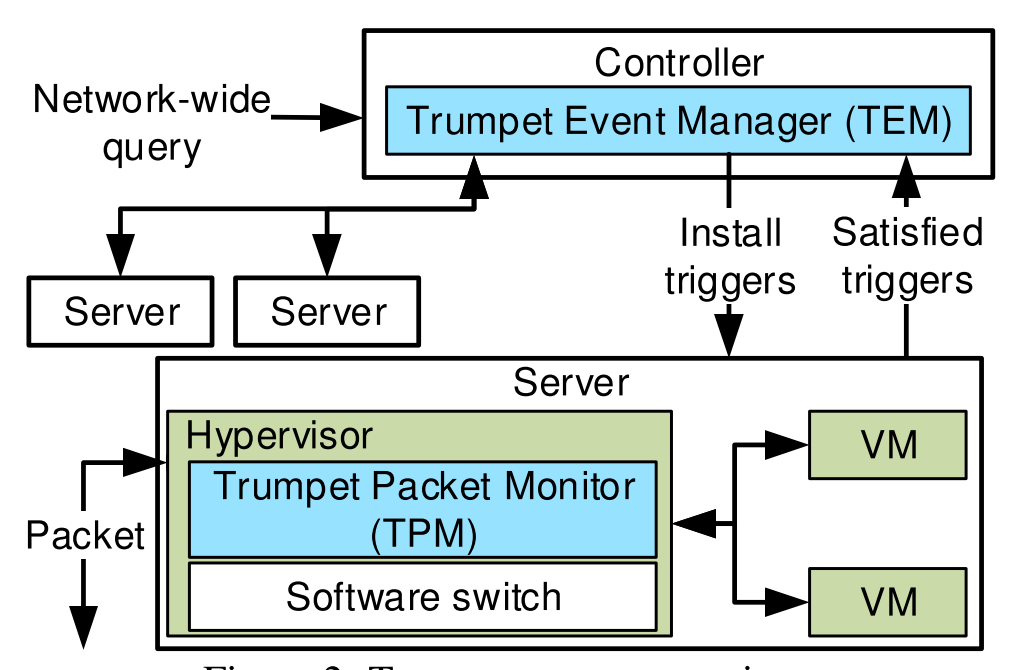 Controller
Network-wide
query
Trumpet Event Manager (TEM)
Install
triggers
Satisfied
triggers
Server
Server
Server
Hypervisor
Trumpet Packet Monitor
(TPM)
Software switch
VM
VM
Packet